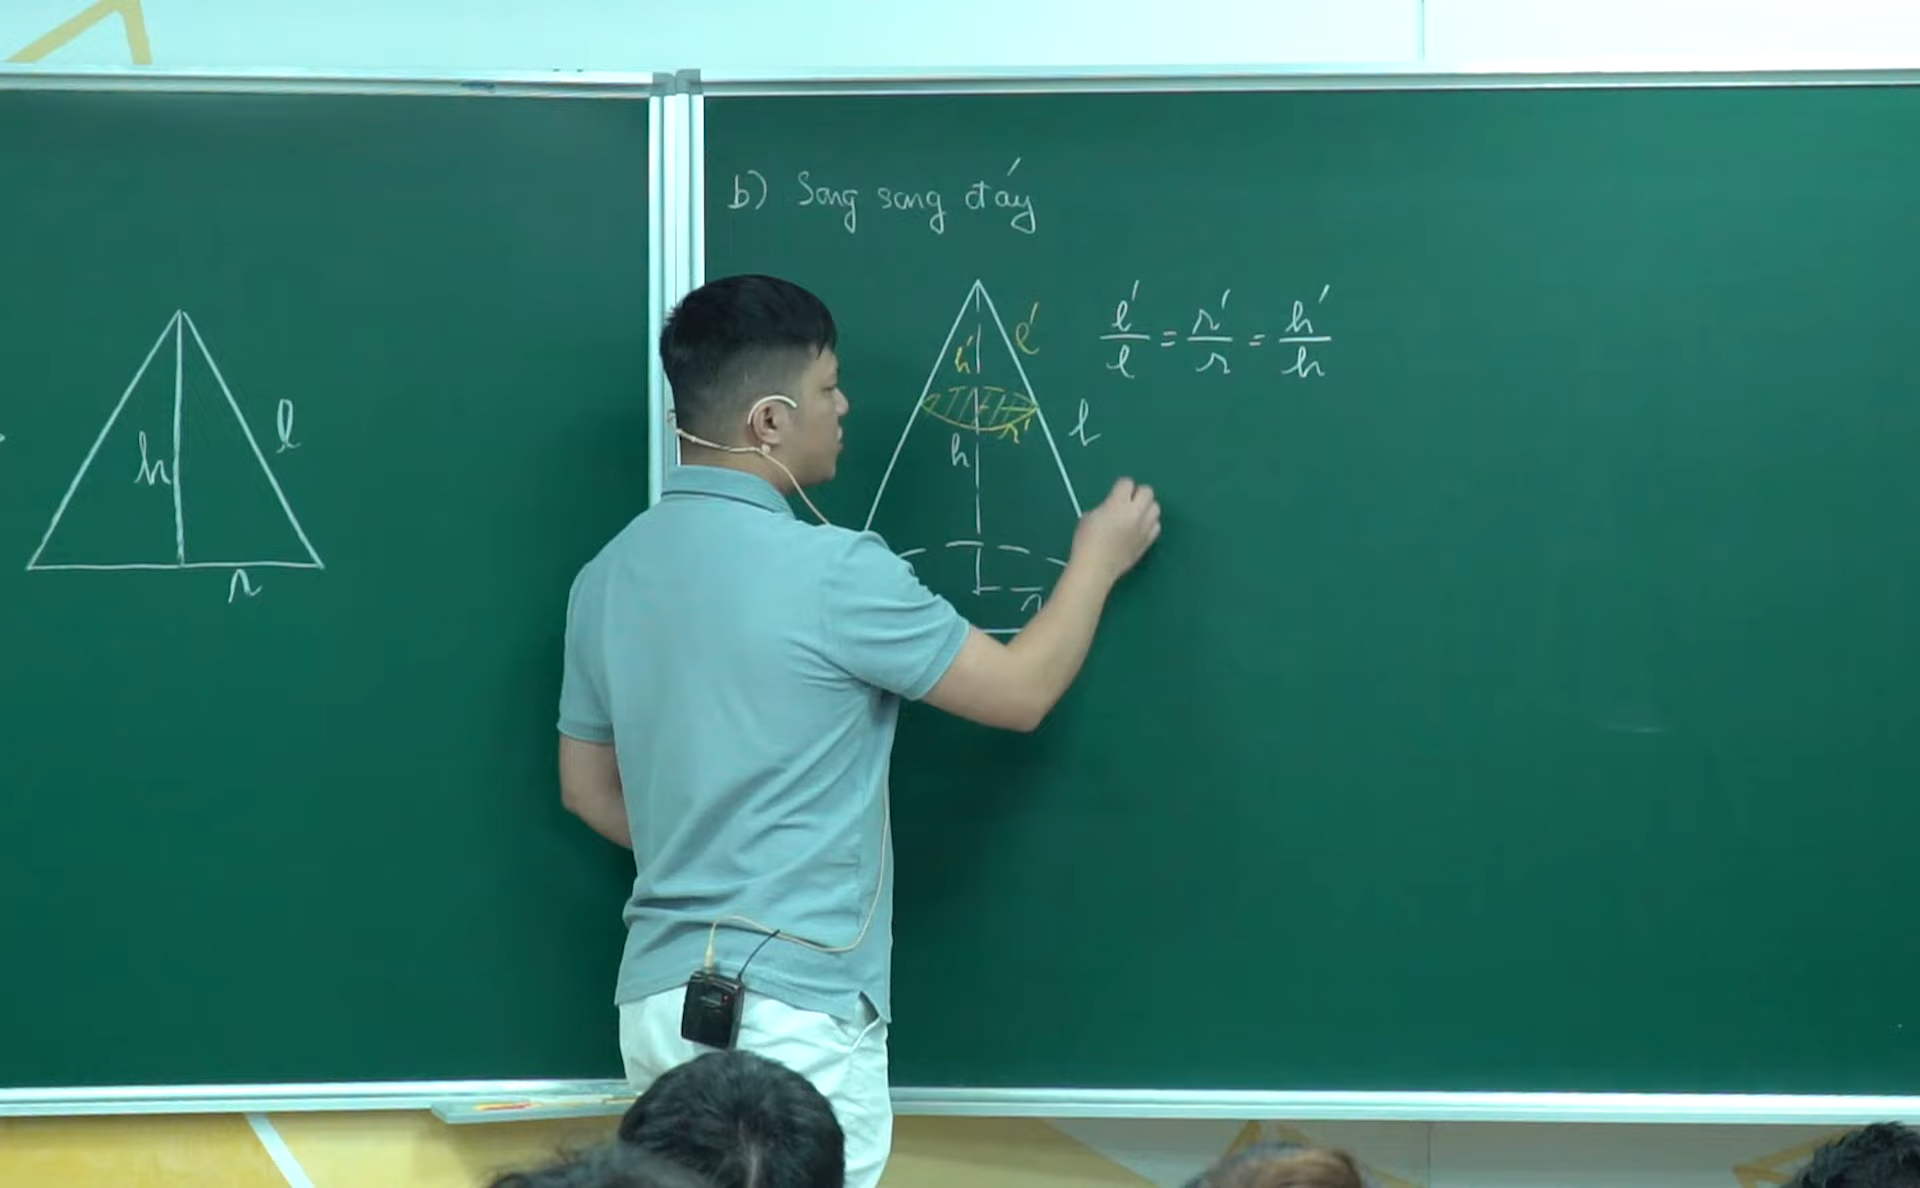 h
l
r
b) Song song đáy
l'
h'
r'
h
l
r
l'/l = r'/r = h'/h